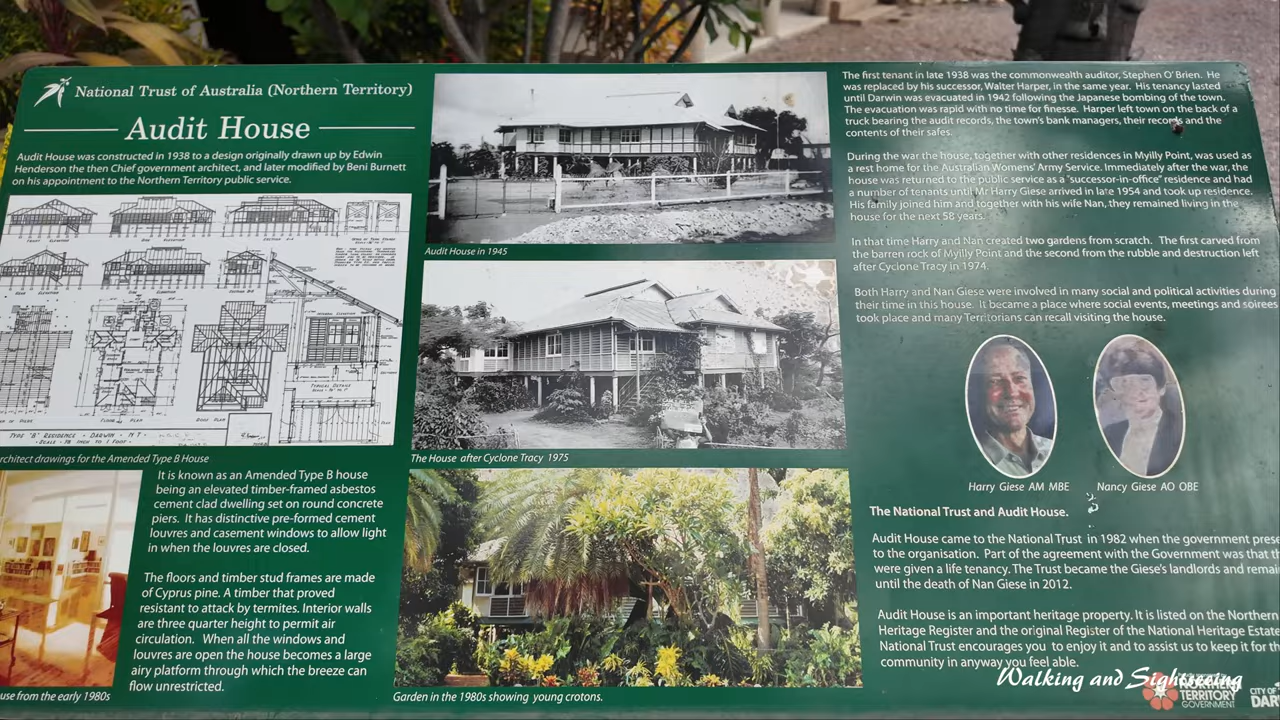 National Trust of Australia (Northern Territory)
Audit House
Audit House was constructed in 1938 to a design originally drawn up by Edwin
Henderson the then Chief government architect, and later modified by Beni Burnett
on his appointment to the Northern Territory public service.
TYPE "B" RESIDENCE - DARWIN - N T
rchitect drawings for the Amended Type B House
It is known as an Amended Type B house
being an elevated timber-framed asbestos
cement clad dwelling set on round concrete
piers. It has distinctive pre-formed cement
louvres and casement windows to allow light
in when the louvres are closed.
The floors and timber stud frames are made
of Cyprus pine. A timber that proved
resistant to attack by termites. Interior walls
are three quarter height to permit air
circulation. When all the windows and
louvres are open the house becomes a large
airy platform through which the breeze can
flow unrestricted.
use from the early 1980s
Audit House in 1945
The House after Cyclone Tracy 1975
Garden in the 1980s showing young crotons.
The first tenant in late 1938 was the commonwealth auditor, Stephen O'Brien. He
was replaced by his successor, Walter Harper, in the same year. His tenancy lasted
until Darwin was evacuated in 1942 following the Japanese bombing of the town.
The evacuation was rapid with no time for finesse. Harper left town on the back of a
truck bearing the audit records, the town's bank managers, their records and the
contents of their safes.
During the war the house, together with other residences in Myilly Point, was used as
a rest home for the Australian Womens' Army Service. Immediately after the war, the
house was returned to the public service as a "successor-in-office" residence and had
a number of tenants until Mr Harry Giese arrived in late 1954 and took up residence.
His family joined him and together with his wife Nan, they remained living in the
house for the next 58 years.
In that time Harry and Nan created two gardens from scratch. The first carved from
the barren rock of Myilly Point and the second from the rubble and destruction left
after Cyclone Tracy in 1974.
Both Harry and Nan Giese were involved in many social and political activities during
their time in this house. It became a place where social events, meetings and soirees
took place and many Territorians can recall visiting the house.
Harry Giese AM MBE
Nancy Giese AO OBE
The National Trust and Audit House.
Audit House came to the National Trust in 1982 when the government prese
to the organisation. Part of the agreement with the Government was that th
were given a life tenancy. The Trust became the Giese's landlords and remai
until the death of Nan Giese in 2012.
Audit House is an important heritage property. It is listed on the Northern
Heritage Register and the original Register of the National Heritage Estate
National Trust encourages you to enjoy it and to assist us to keep it for th
community in anyway you feel able.
Walking and Sightseeing
NORTHERN
TERRITORY
GOVERNMENT
CITY OF
DAR